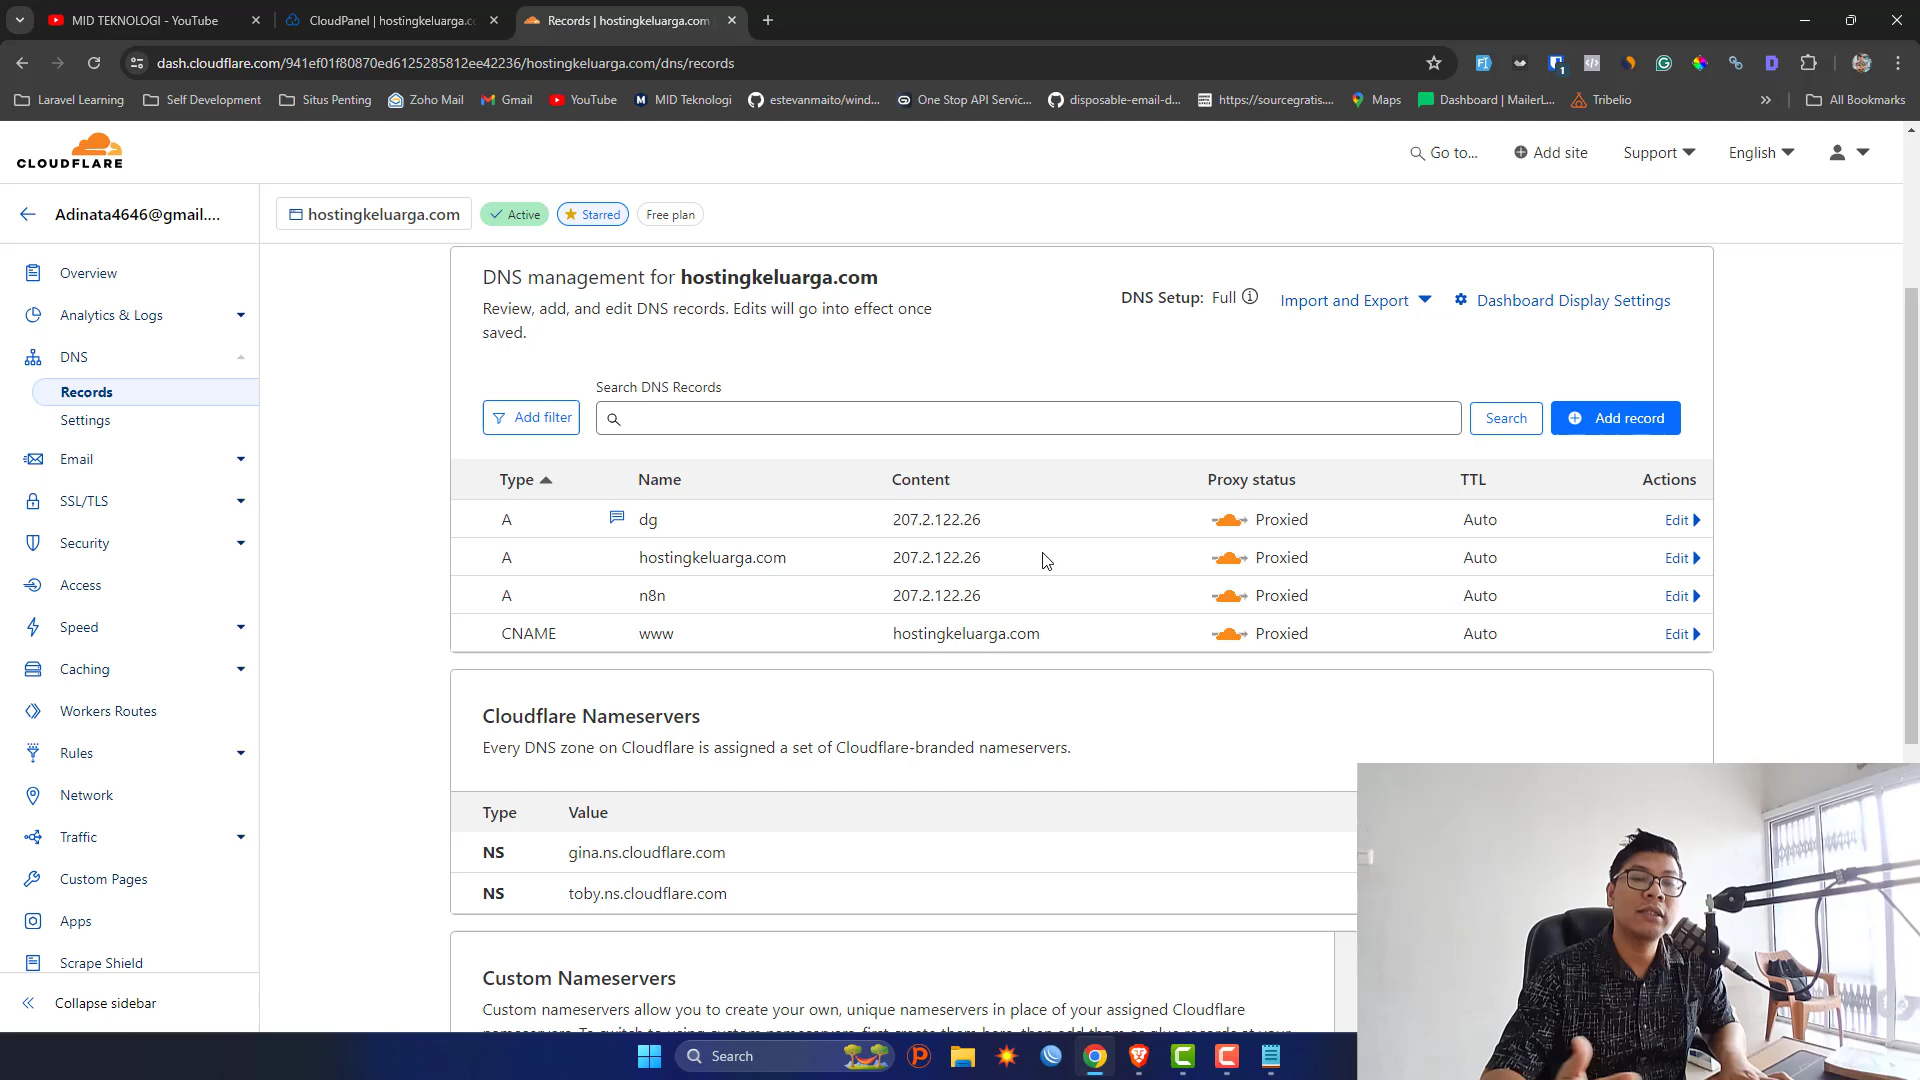 MID TEKNOLOGI - YouTube
CloudPanel | hostingkeluarga.c
Records | hostingkeluarga.com
dash.cloudflare.com/941ef01f80870ed6125285812ee42236/hostingkeluarga.com/dns/records
Laravel Learning
Self Development
Situs Penting
Zoho Mail
Gmail
YouTube
MID Teknologi
estevanmaito/wind...
One Stop API Servic...
disposable-email-d...
https://sourcegratis....
Maps
Dashboard | MailerL...
Tribelio
All Bookmarks
CLOUDFLARE
Go to...
Add site
Support
English
Adinata4646@gmail....
hostingkeluarga.com
Active
Starred
Free plan
Overview
Analytics & Logs
DNS
Records
Settings
Email
SSL/TLS
Security
Access
Speed
Caching
Workers Routes
Rules
Network
Traffic
Custom Pages
Apps
Scrape Shield
Collapse sidebar
DNS management for hostingkeluarga.com
Review, add, and edit DNS records. Edits will go into effect once
saved.
DNS Setup: Full
Import and Export
Dashboard Display Settings
Search DNS Records
Add filter
Search
Add record
Type Name Content Proxy status TTL Actions
A dg 207.2.122.26 Proxied Auto Edit
A hostingkeluarga.com 207.2.122.26 Proxied Auto Edit
A n8n 207.2.122.26 Proxied Auto Edit
CNAME www hostingkeluarga.com Proxied Auto Edit
Cloudflare Nameservers
Every DNS zone on Cloudflare is assigned a set of Cloudflare-branded nameservers.
Type Value
NS gina.ns.cloudflare.com
NS toby.ns.cloudflare.com
Custom Nameservers
Custom nameservers allow you to create your own, unique nameservers in place of your assigned Cloudflare
Search